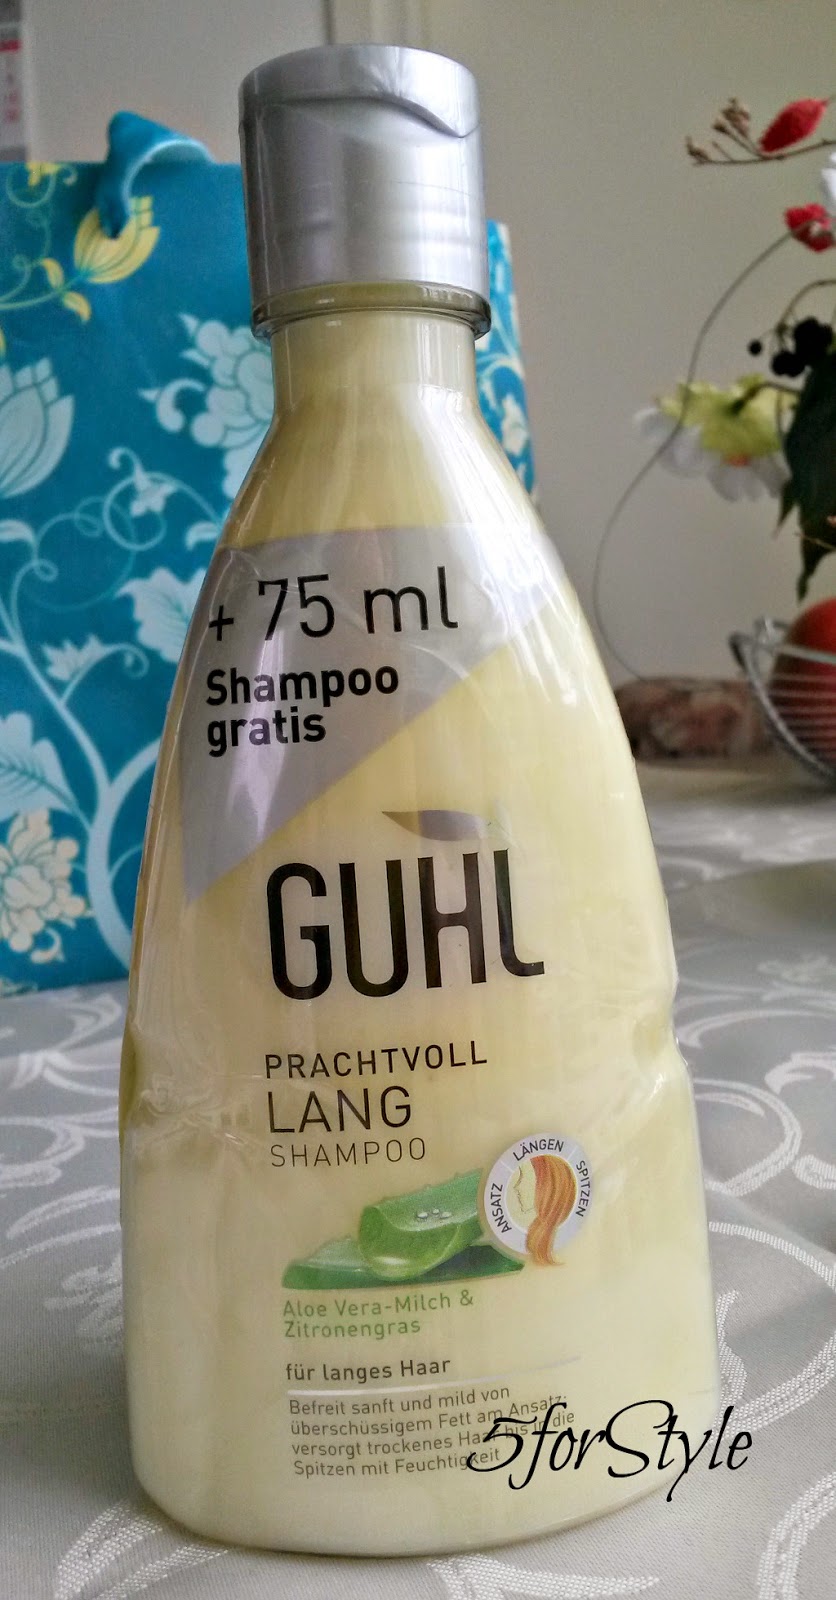 + 75 ml
Shampoo
gratis
GUHL
PRACHTVOLL
LANG
SHAMPOO
ANSATZ | LÄNGEN | SPITZEN
Aloe Vera-Milch &
Zitronengras
für langes Haar
Befreit sanft und mild von
überschüssigem Fett am Ansatz;
versorgt trockenes Haar bis in die
Spitzen mit Feuchtigkeit
5forStyle